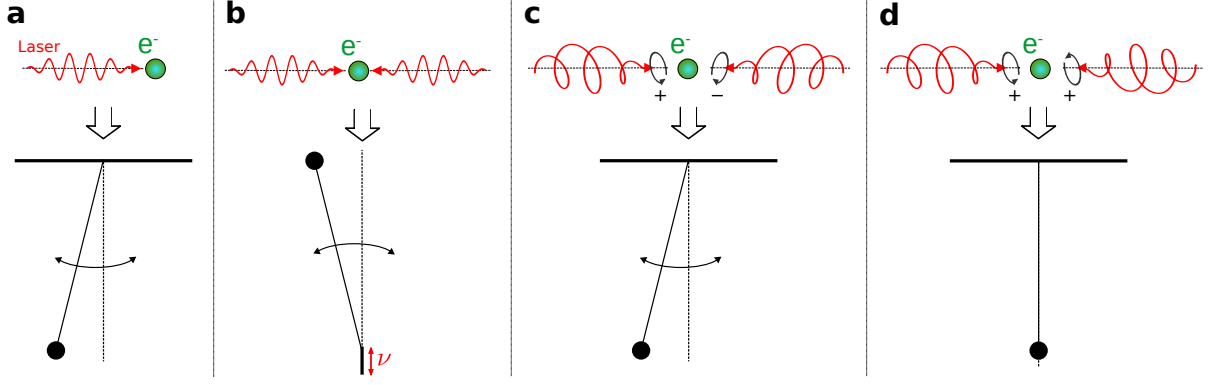 a
b
c
d
Laser
e-
e-
e-
e-
+
−
+
+
ν